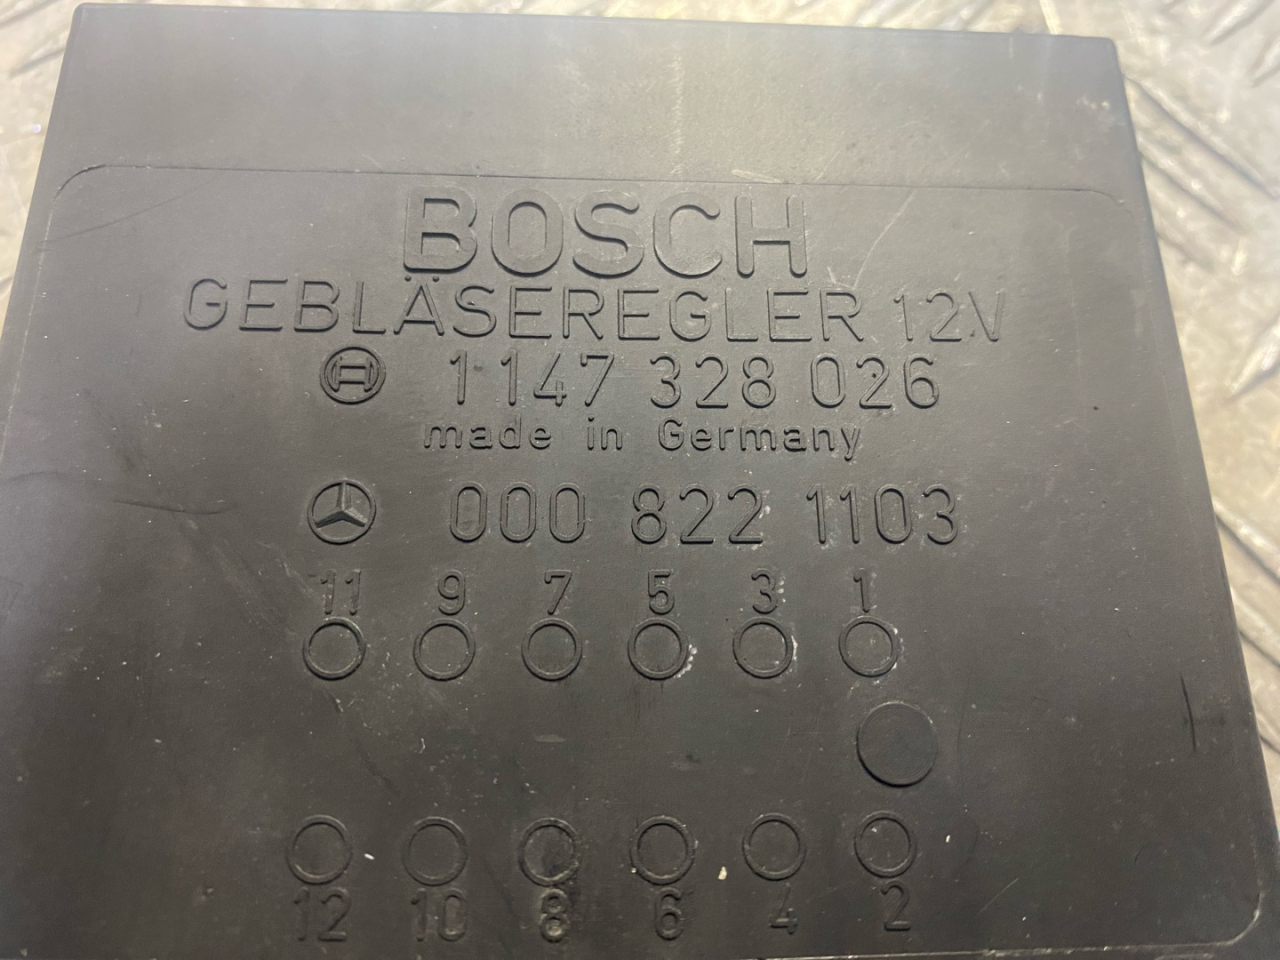 BOSCH
GEBLÄSEREGLER 12V
1 147 328 026
made in Germany
000 822 1103
11 9 7 5 3 1
12 10 8 6 4 2